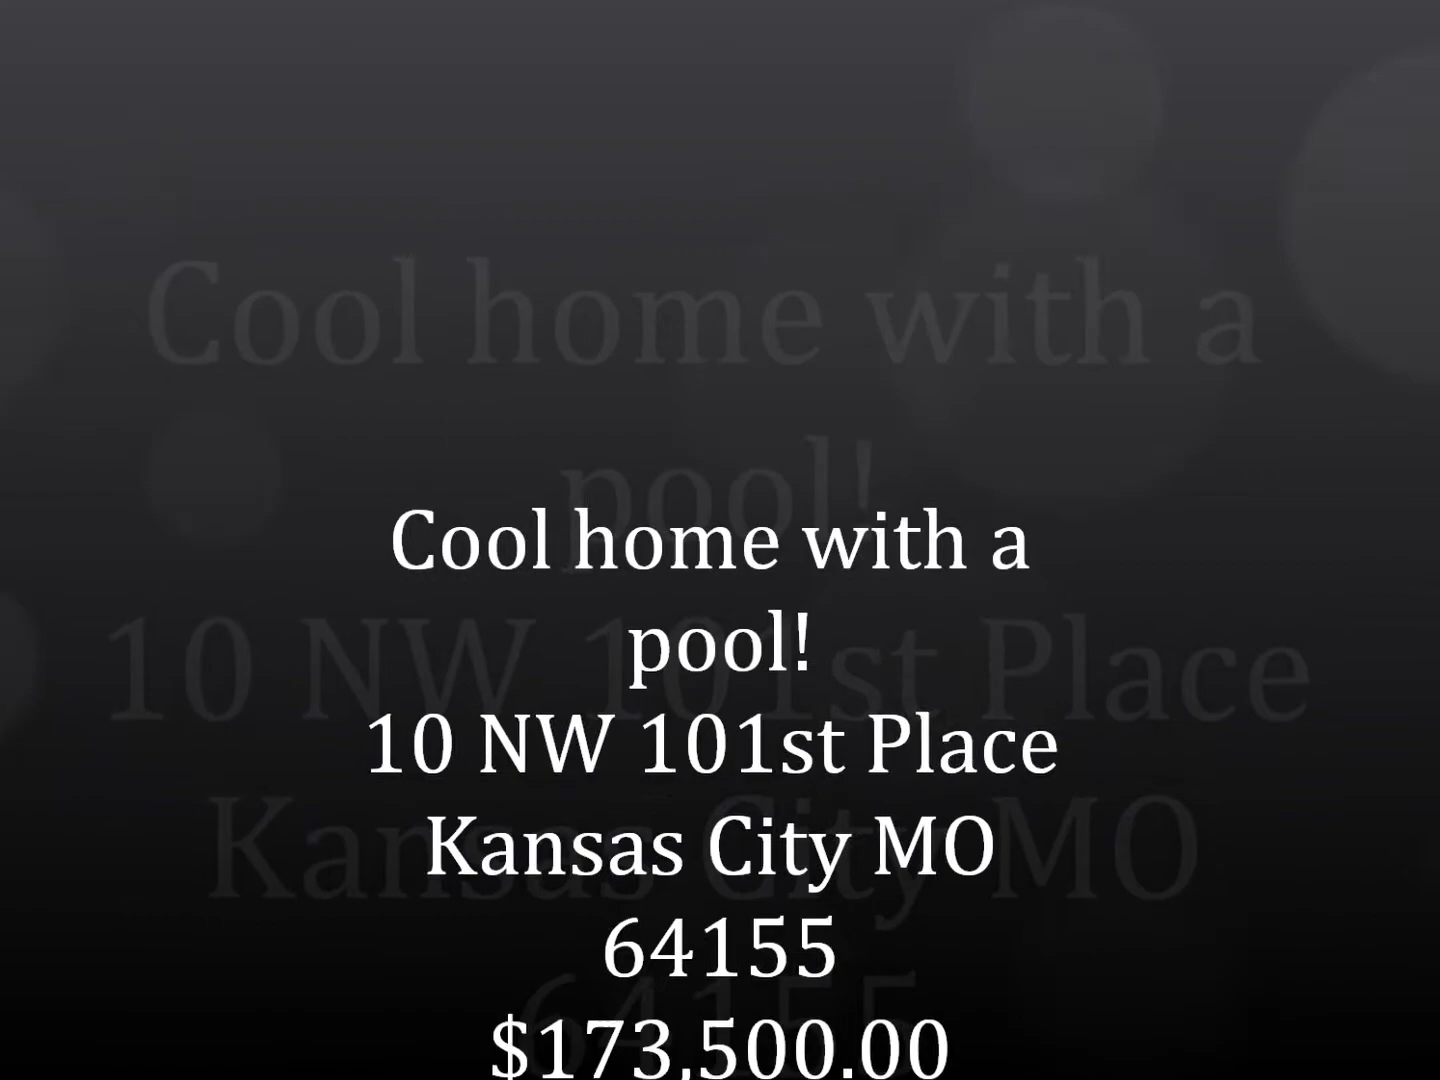 Cool home with a
pool!
10 NW 101st Place
Kansas City MO
64155
$173,500.00